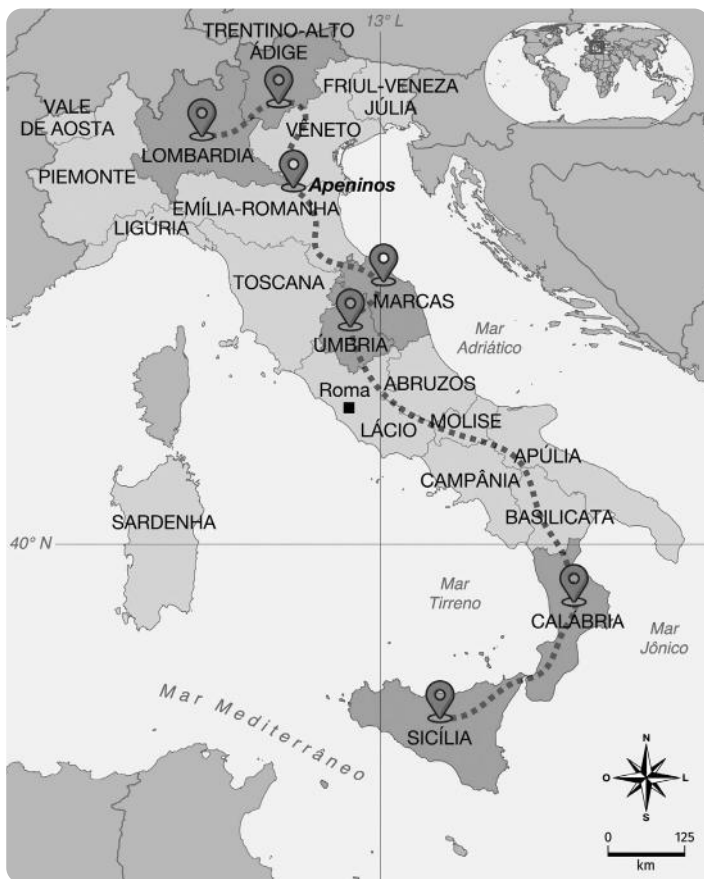 13° L
TRENTINO-ALTO
ÁDIGE
FRIUL-VENEZA
JÚLIA
VALE
DE AOSTA
VÊNETO
LOMBARDIA
PIEMONTE
Apeninos
EMÍLIA-ROMANHA
LIGÚRIA
TOSCANA
MARCAS
Mar
Adriático
ÚMBRIA
Roma
ABRUZOS
LÁCIO
MOLISE
APÚLIA
CAMPÂNIA
BASILICATA
SARDENHA
40° N
Mar
Tirreno
CALÁBRIA
Mar
Jônico
Mar Mediterrâneo
SICÍLIA
N
O
L
S
0 125
km